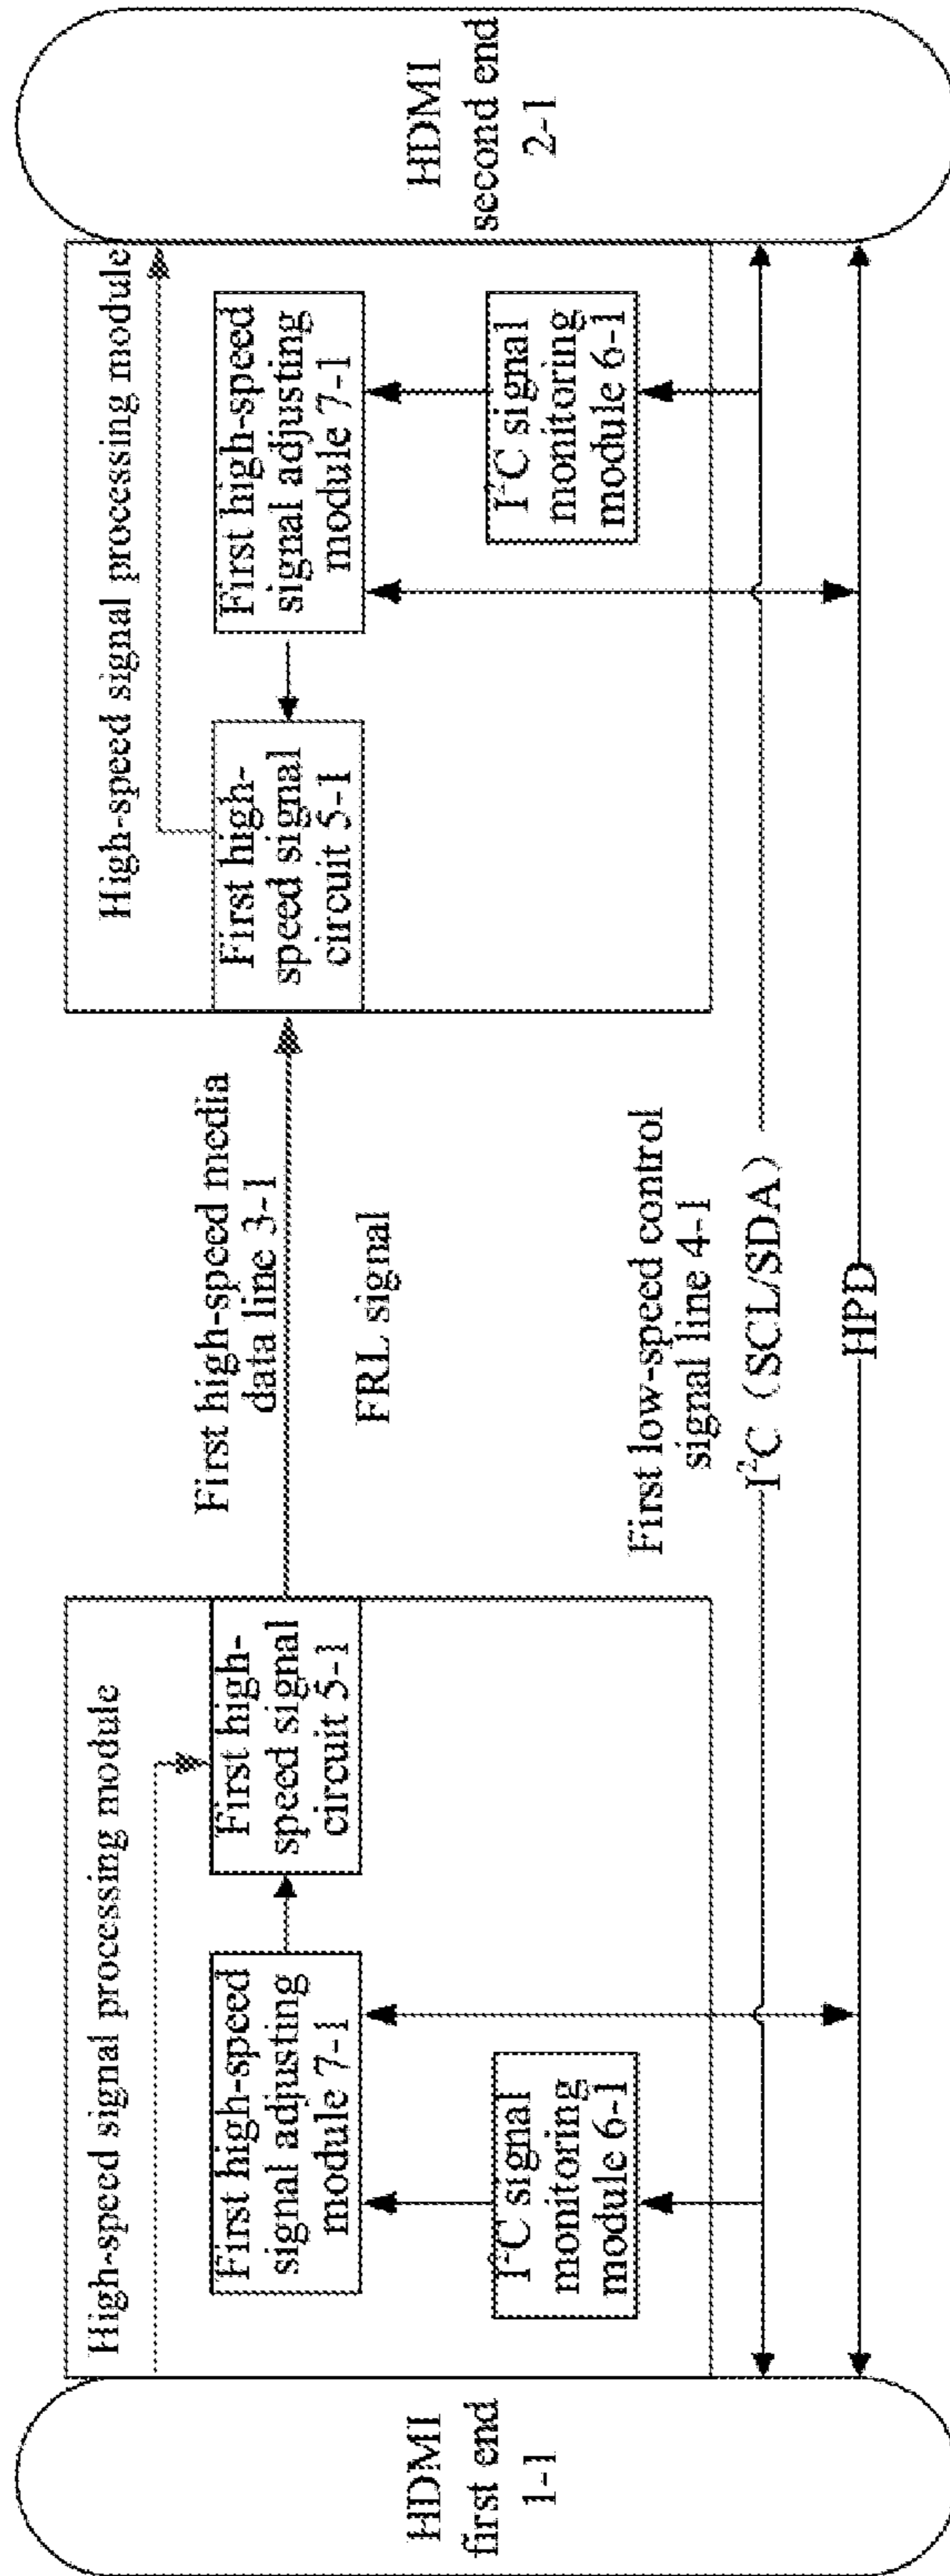 HDMI
first end
1-1
High-speed signal processing module
First high-speed
signal adjusting
module 7-1
First high-
speed signal
circuit 5-1
I²C signal
monitoring
module 6-1
First high-speed media
data line 3-1
FRL signal
First low-speed control
signal line 4-1
I²C (SCL/SDA)
HPD
High-speed signal processing module
First high-
speed signal
circuit 5-1
First high-speed
signal adjusting
module 7-1
I²C signal
monitoring
module 6-1
HDMI
second end
2-1